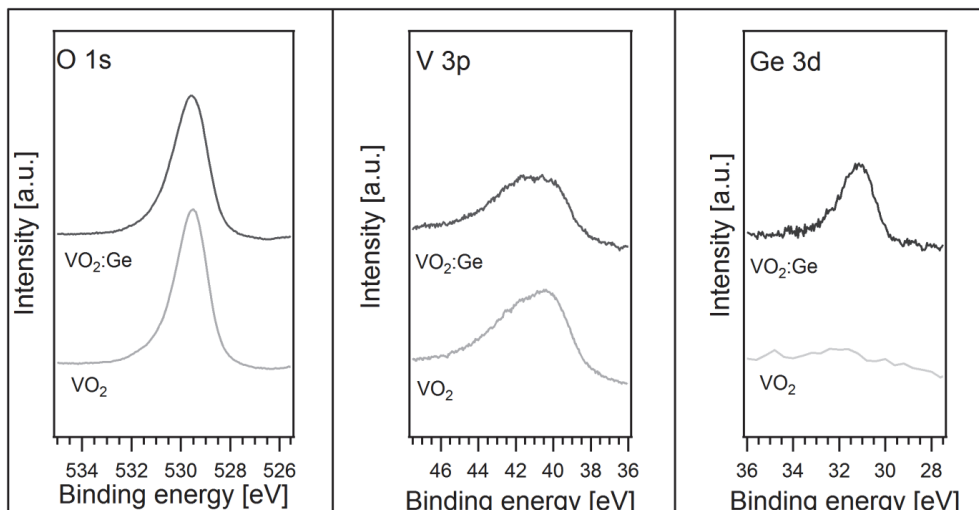 O 1s
Intensity [a.u.]
VO2:Ge
VO2
534 532 530 528 526
Binding energy [eV]
V 3p
Intensity [a.u.]
VO2:Ge
VO2
46 44 42 40 38 36
Binding energy [eV]
Ge 3d
Intensity [a.u.]
VO2:Ge
VO2
36 34 32 30 28
Binding energy [eV]